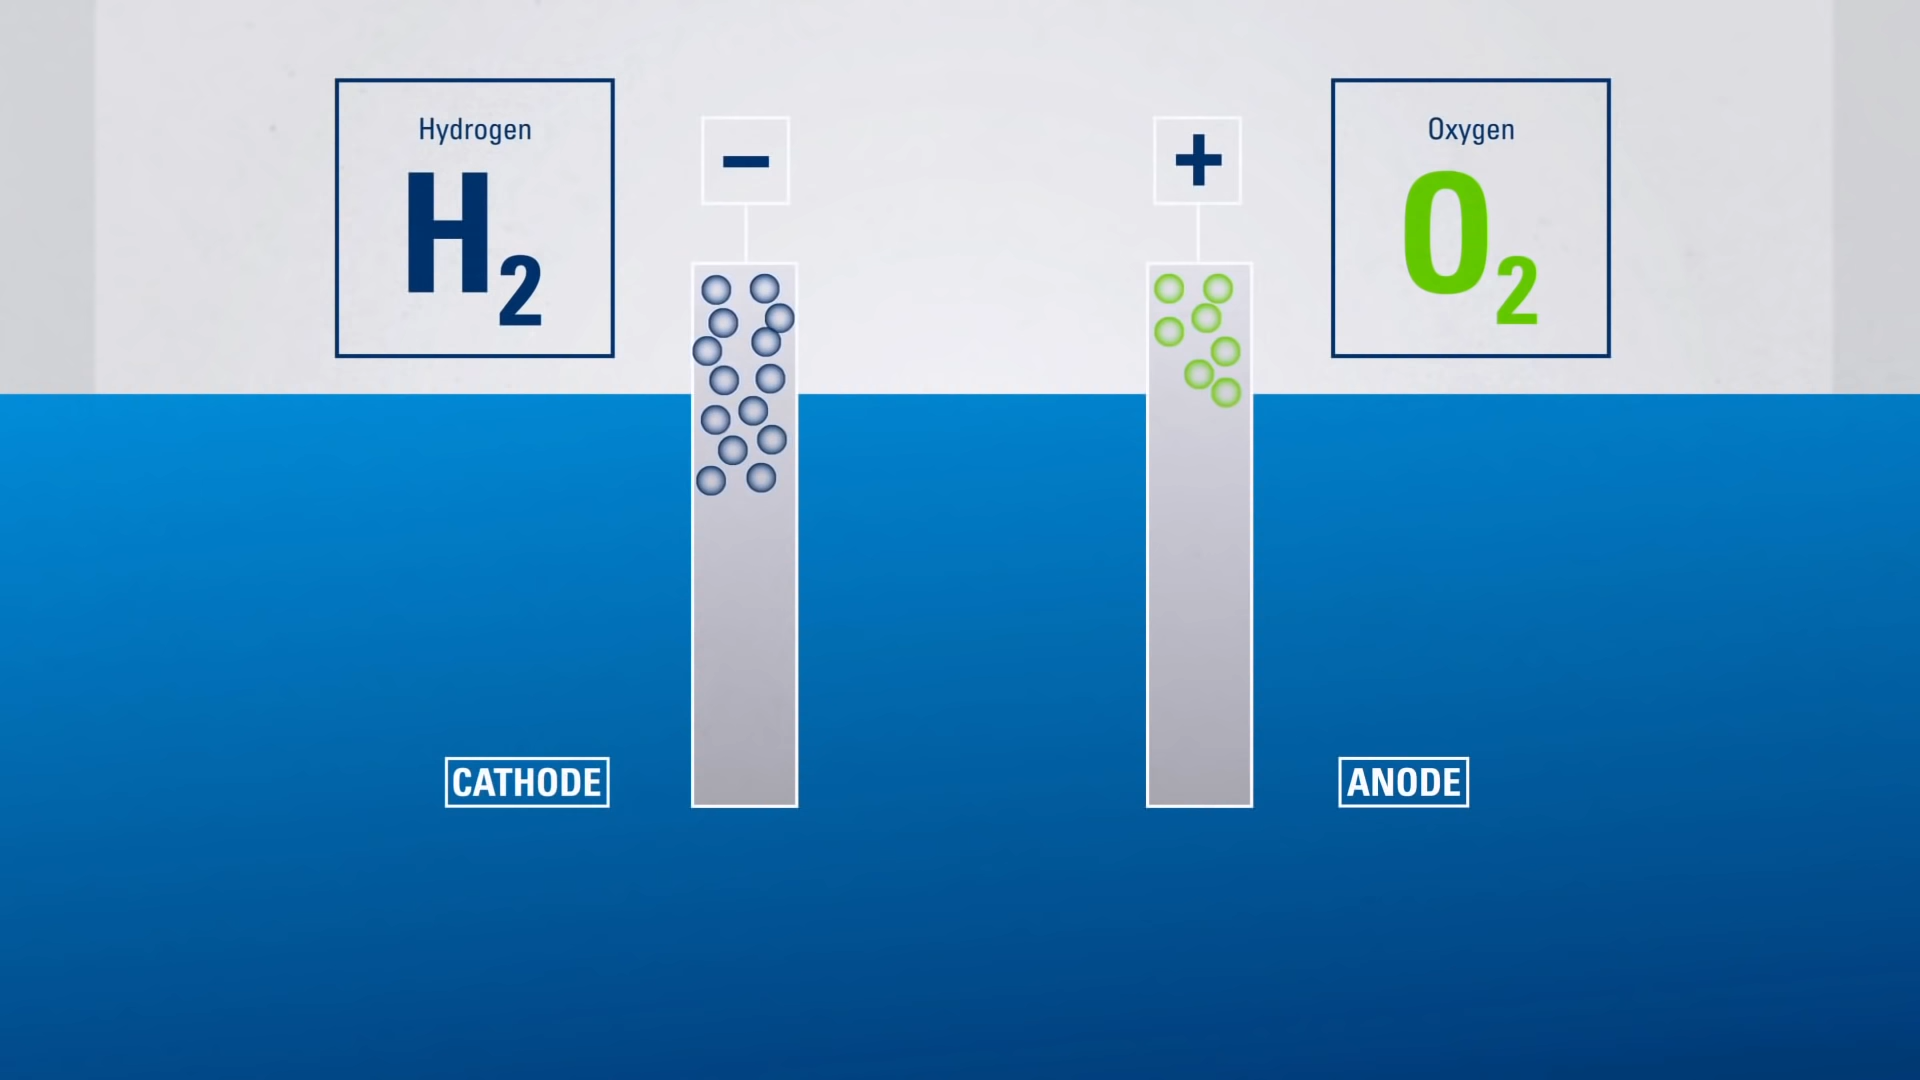 Hydrogen
H2
−
+
Oxygen
O2
CATHODE
ANODE